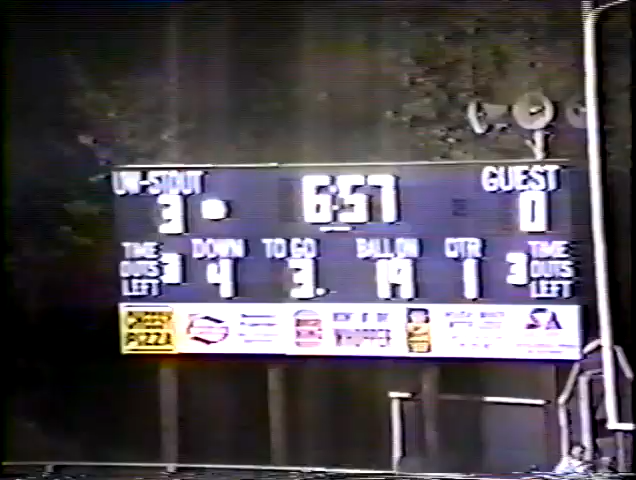 UW-STOUT 6:57 GUEST
3 0
TIME OUTS LEFT 3 DOWN TO GO BALL ON QTR 3 TIME OUTS LEFT
4 3 19 1
PIZZA WHOPPER